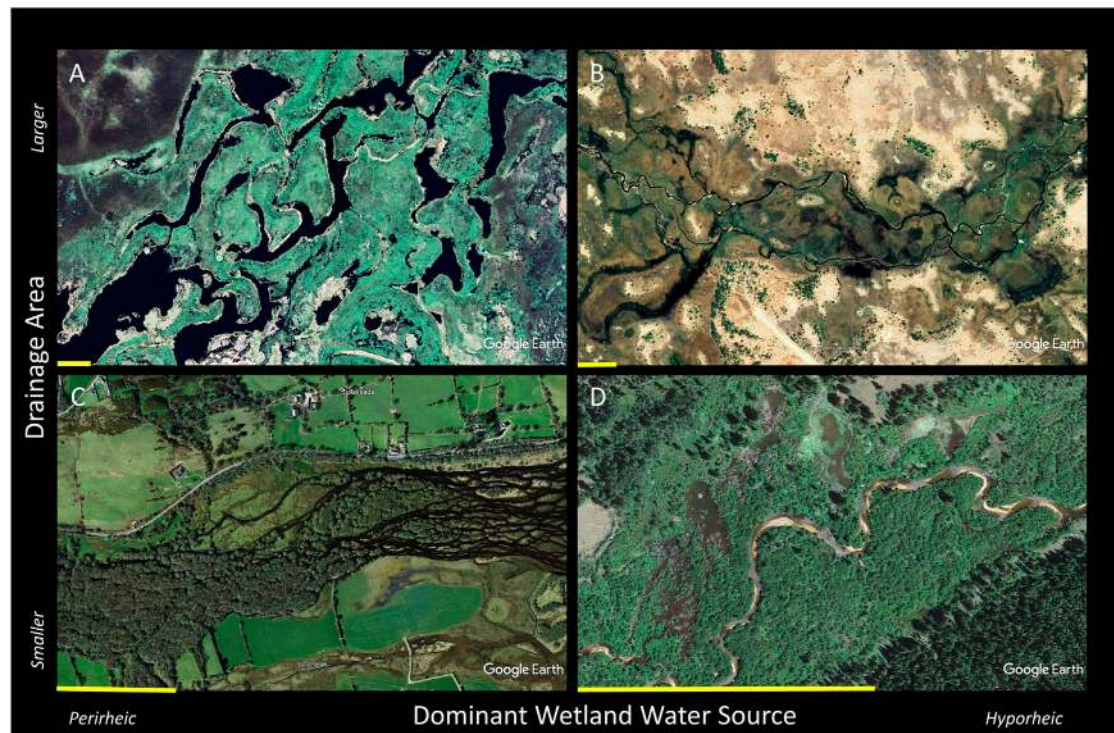 A
B
Larger
Google Earth
Google Earth
Drainage Area
C
D
Smaller
Google Earth
Google Earth
Perirheic
Dominant Wetland Water Source
Hyporheic